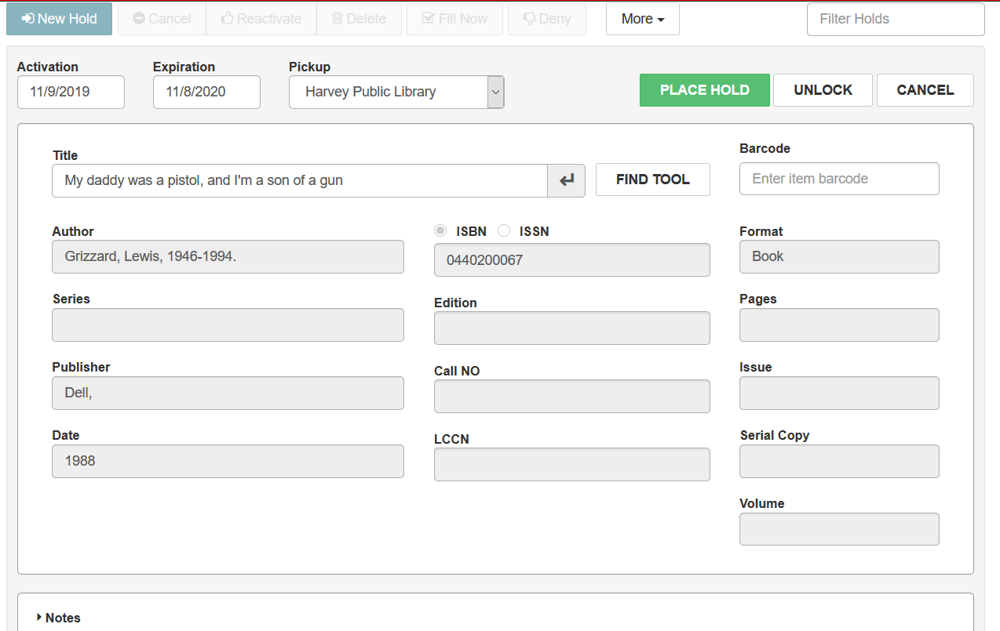 New Hold Cancel Reactivate Delete Fill Now Deny More Filter Holds
Activation Expiration Pickup
11/9/2019 11/8/2020 Harvey Public Library PLACE HOLD UNLOCK CANCEL
Title Barcode
My daddy was a pistol, and I'm a son of a gun FIND TOOL Enter item barcode
Author ISBN ISSN Format
Grizzard, Lewis, 1946-1994. 0440200067 Book
Series Edition Pages
Publisher Call NO Issue
Dell,
Date LCCN Serial Copy
1988
Volume
Notes